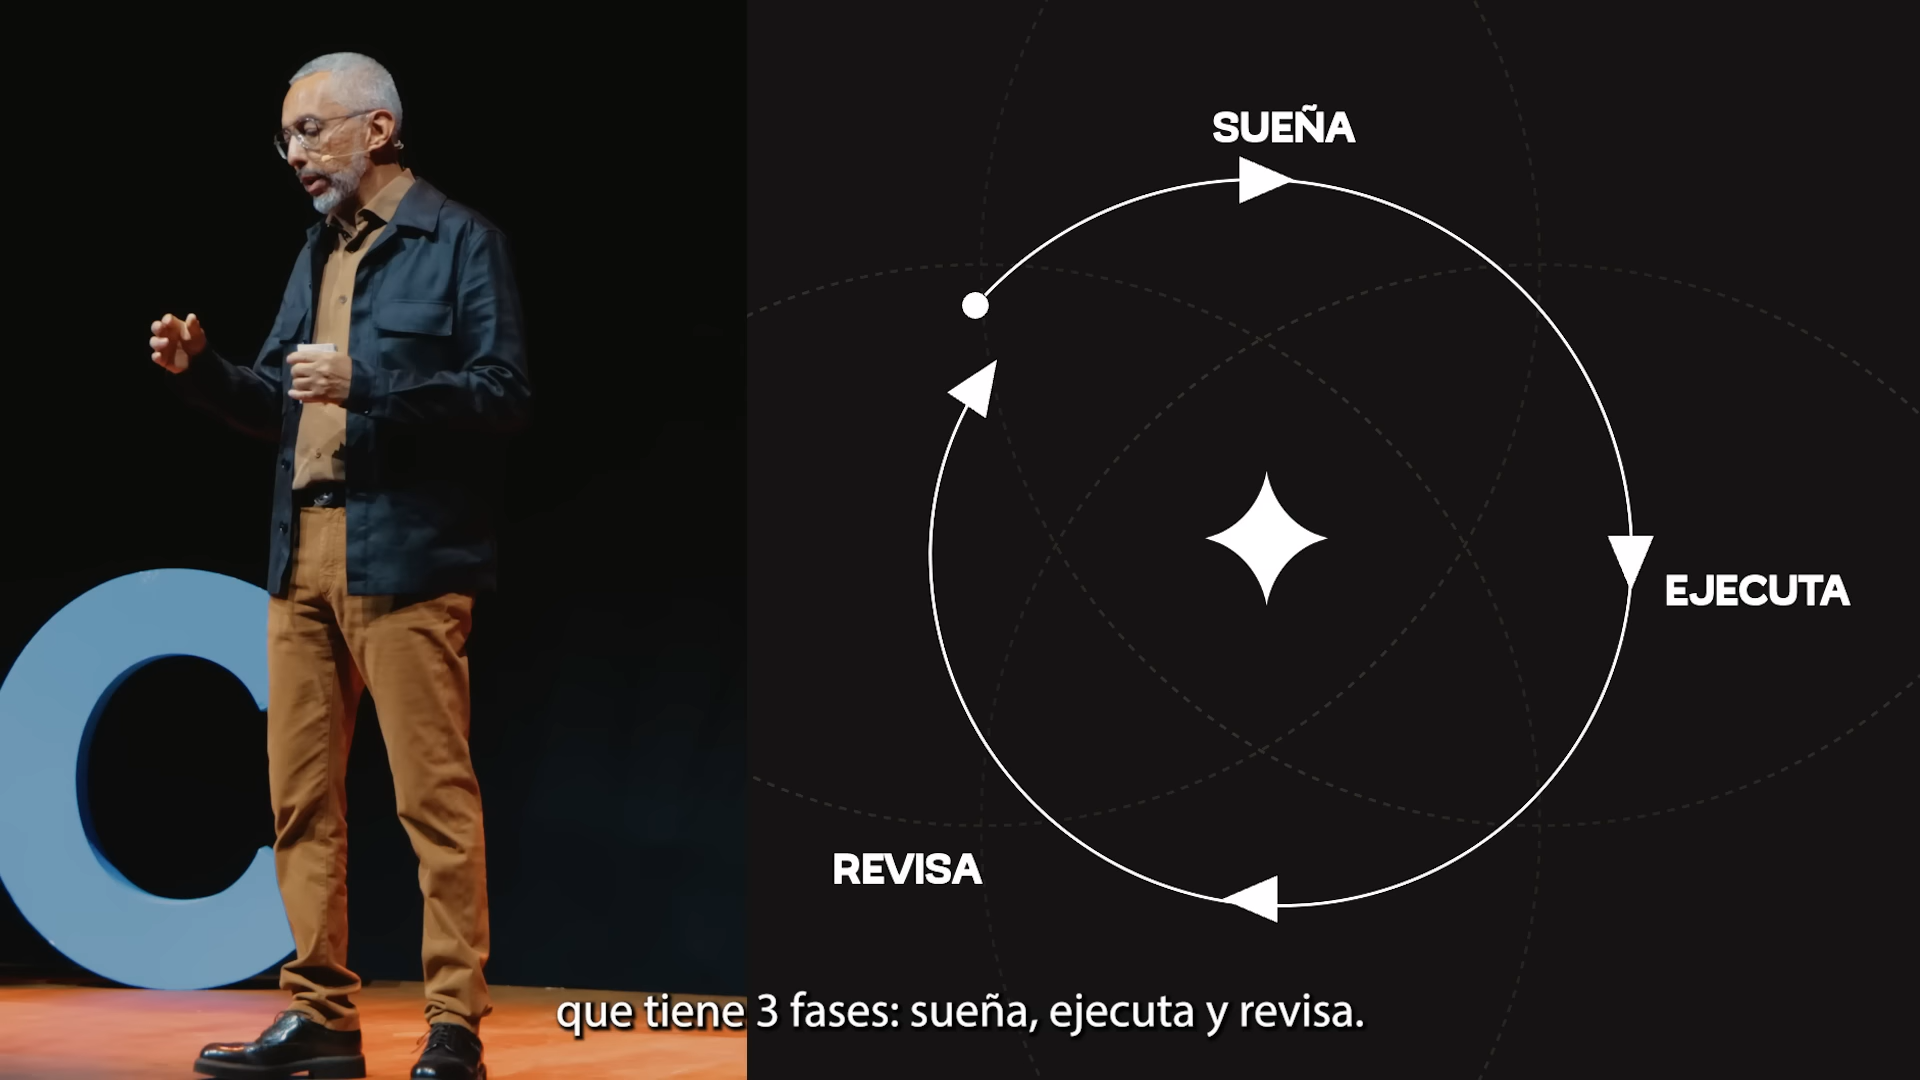 SUEÑA
EJECUTA
REVISA
que tiene 3 fases: sueña, ejecuta y revisa.